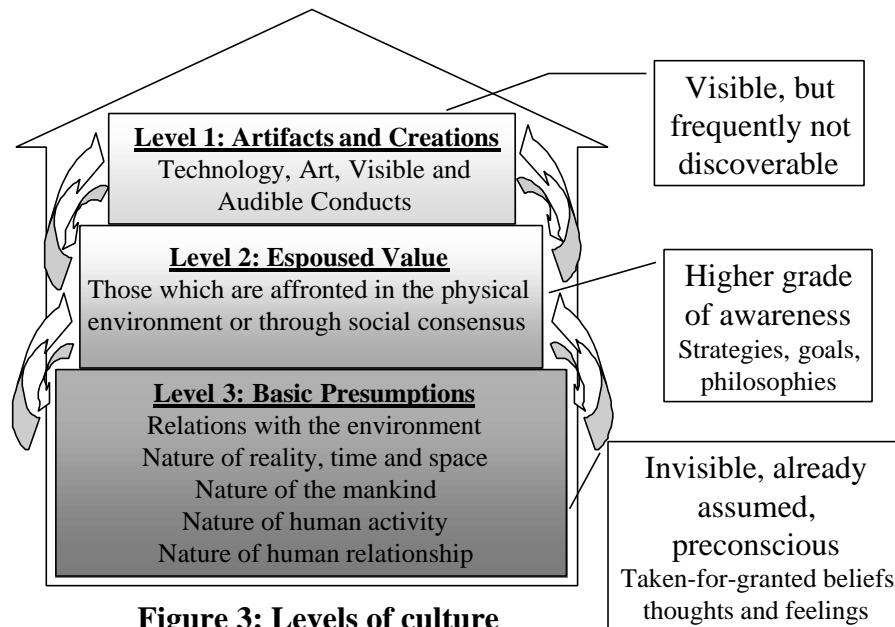 Level 1: Artifacts and Creations
Technology, Art, Visible and
Audible Conducts
Visible, but
frequently not
discoverable
Level 2: Espoused Value
Those which are affronted in the physical
environment or through social consensus
Higher grade
of awareness
Strategies, goals,
philosophies
Level 3: Basic Presumptions
Relations with the environment
Nature of reality, time and space
Nature of the mankind
Nature of human activity
Nature of human relationship
Invisible, already
assumed,
preconscious
Taken-for-granted beliefs
thoughts and feelings
Figure 3: Levels of culture